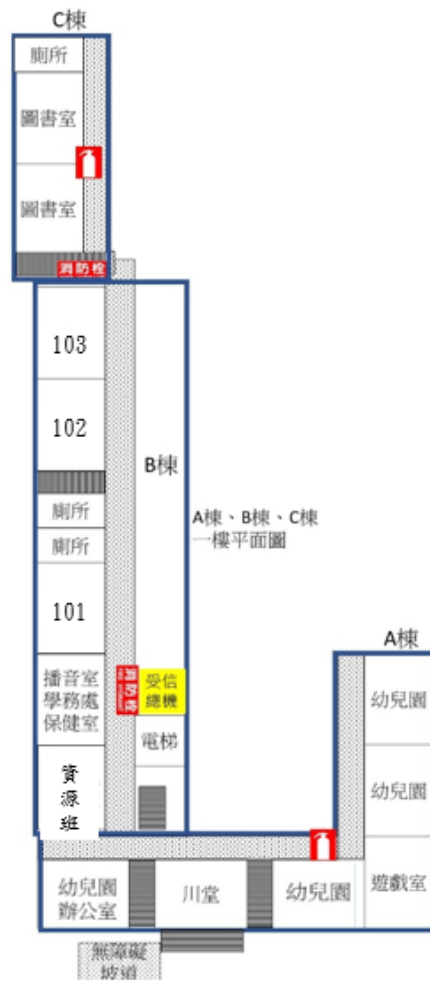 C棟
廁所
圖書室
圖書室
消防栓
103
102
B棟
廁所
廁所
A棟、B棟、C棟
一樓平面圖
101
A棟
播音室
學務處
保健室
消防栓
受信
總機
幼兒園
電梯
資
源
班
幼兒園
幼兒園
辦公室
川堂
幼兒園
遊戲室
無障礙
坡道